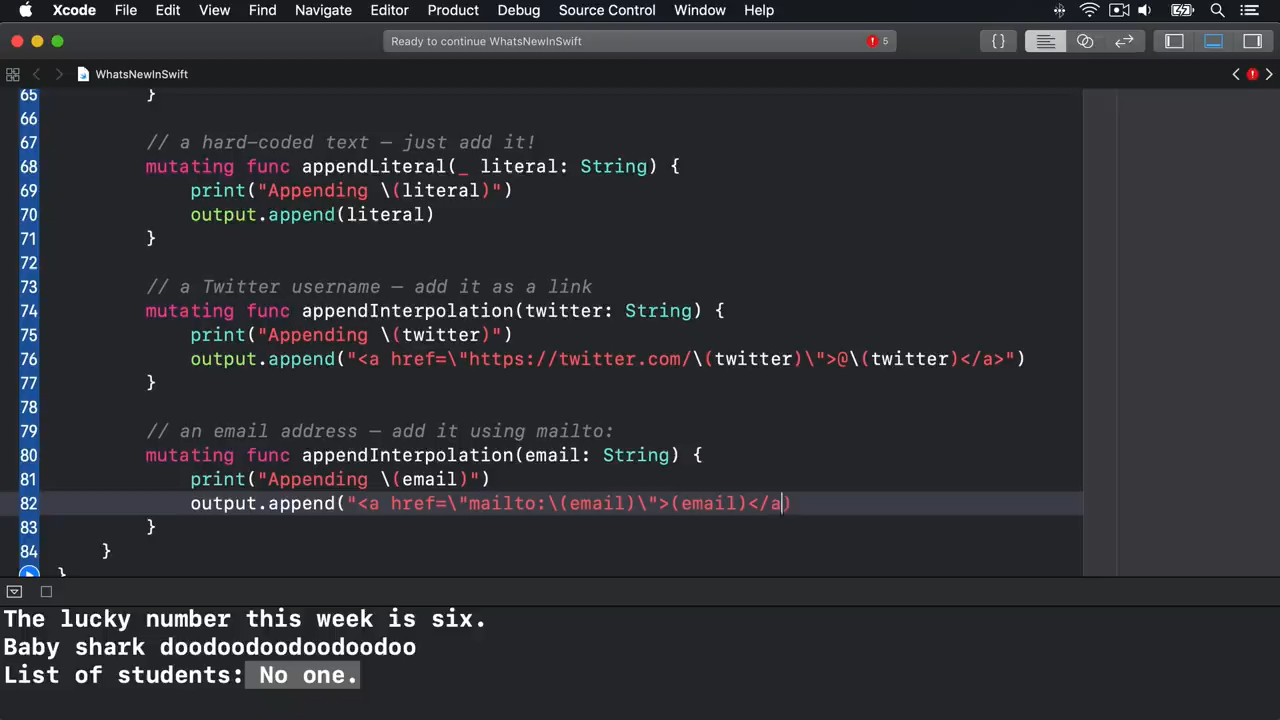 Xcode File Edit View Find Navigate Editor Product Debug Source Control Window Help
Ready to continue WhatsNewInSwift 5
WhatsNewInSwift
65 }
66
67 // a hard-coded text – just add it!
68 mutating func appendLiteral(_ literal: String) {
69 print("Appending \(literal)")
70 output.append(literal)
71 }
72
73 // a Twitter username – add it as a link
74 mutating func appendInterpolation(twitter: String) {
75 print("Appending \(twitter)")
76 output.append("<a href=\"https://twitter.com/\(twitter)\">@\(twitter)</a>")
77 }
78
79 // an email address – add it using mailto:
80 mutating func appendInterpolation(email: String) {
81 print("Appending \(email)")
82 output.append("<a href=\"mailto:\(email)\">(email)</a)
83 }
84 }
}
The lucky number this week is six.
Baby shark doodoodoodoodoodoo
List of students: No one.